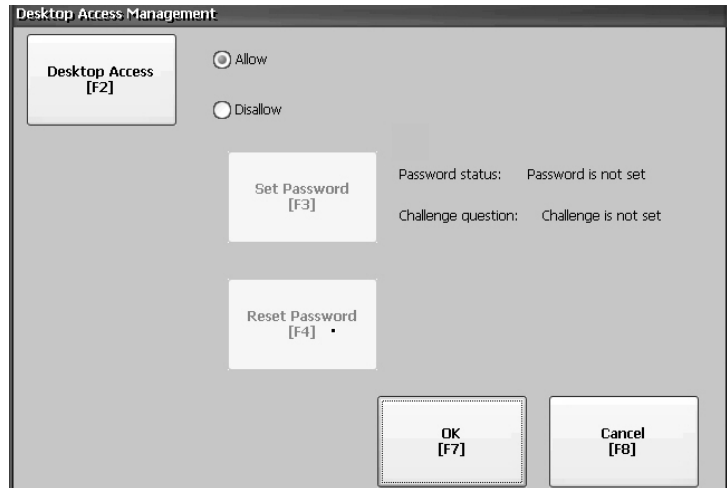 Desktop Access Management
Desktop Access
[F2]
Allow
Disallow
Set Password
[F3]
Password status: Password is not set
Challenge question: Challenge is not set
Reset Password
[F4]
OK
[F7]
Cancel
[F8]